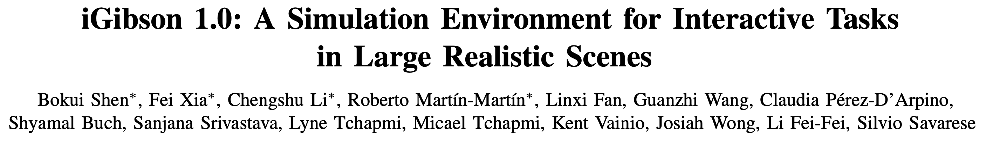 iGibson 1.0: A Simulation Environment for Interactive Tasks
in Large Realistic Scenes
Bokui Shen*, Fei Xia*, Chengshu Li*, Roberto Martín-Martín*, Linxi Fan, Guanzhi Wang, Claudia Pérez-D’Arpino,
Shyamal Buch, Sanjana Srivastava, Lyne Tchapmi, Micael Tchapmi, Kent Vainio, Josiah Wong, Li Fei-Fei, Silvio Savarese